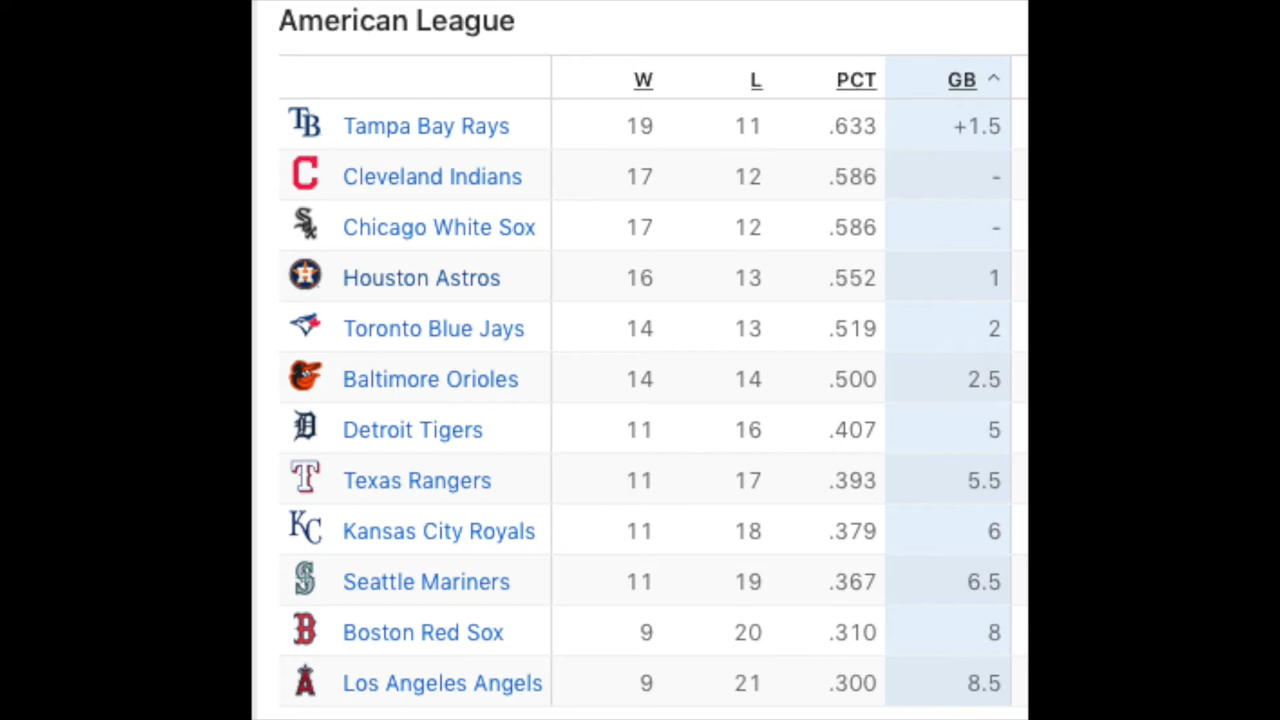 American League
W L PCT GB ^
TB Tampa Bay Rays 19 11 .633 +1.5
C Cleveland Indians 17 12 .586 -
Sox Chicago White Sox 17 12 .586 -
H Houston Astros 16 13 .552 1
Toronto Blue Jays 14 13 .519 2
Baltimore Orioles 14 14 .500 2.5
D Detroit Tigers 11 16 .407 5
T Texas Rangers 11 17 .393 5.5
KC Kansas City Royals 11 18 .379 6
S Seattle Mariners 11 19 .367 6.5
B Boston Red Sox 9 20 .310 8
A Los Angeles Angels 9 21 .300 8.5